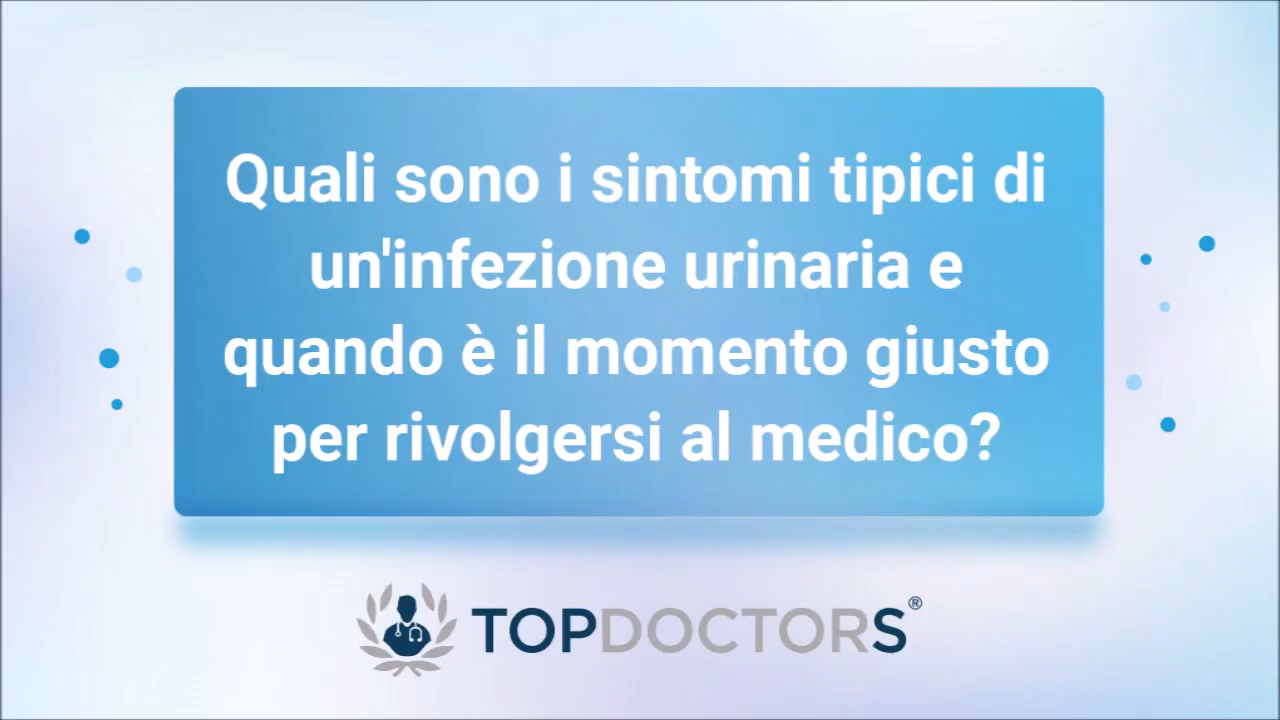 Quali sono i sintomi tipici di
un'infezione urinaria e
quando è il momento giusto
per rivolgersi al medico?
TOPDOCTORS®